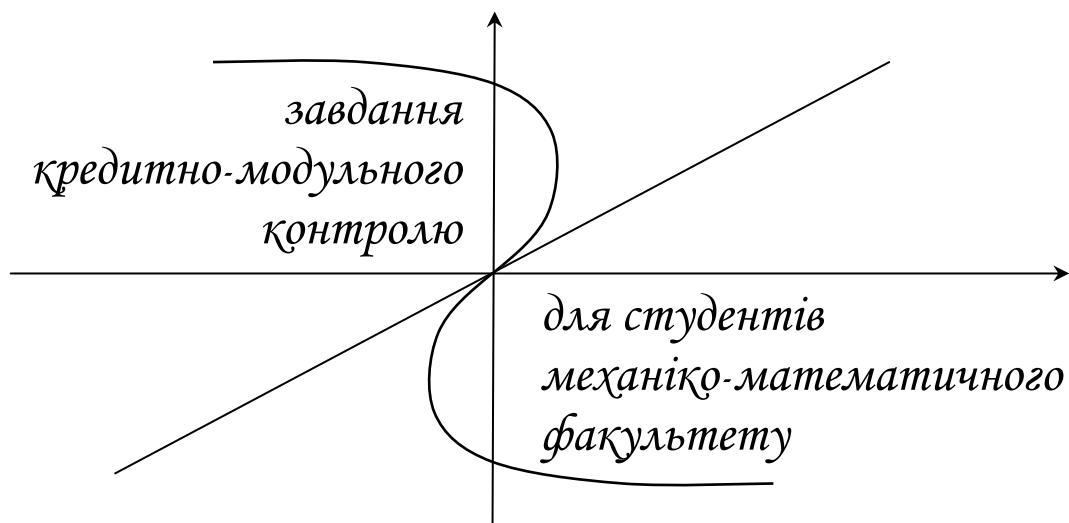 завдання
кредитно-модульного
контролю
для студентів
механіко-математичного
факультету